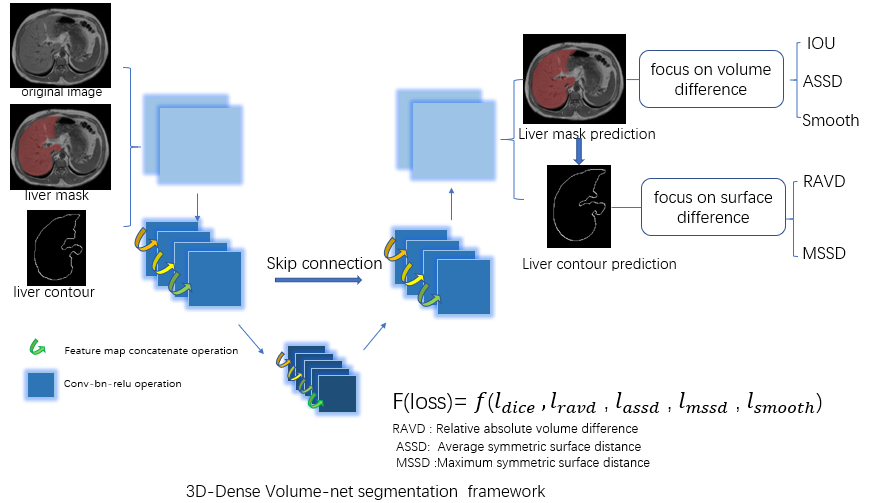 original image
liver mask
liver contour
Skip connection
Liver mask prediction
Liver contour prediction
focus on volume
difference
IOU
ASSD
Smooth
focus on surface
difference
RAVD
MSSD
Feature map concatenate operation
Conv-bn-relu operation
F(loss)= f(l_dice , l_ravd , l_assd , l_mssd , l_smooth)
RAVD : Relative absolute volume difference
ASSD: Average symmetric surface distance
MSSD :Maximum symmetric surface distance
3D-Dense Volume-net segmentation framework